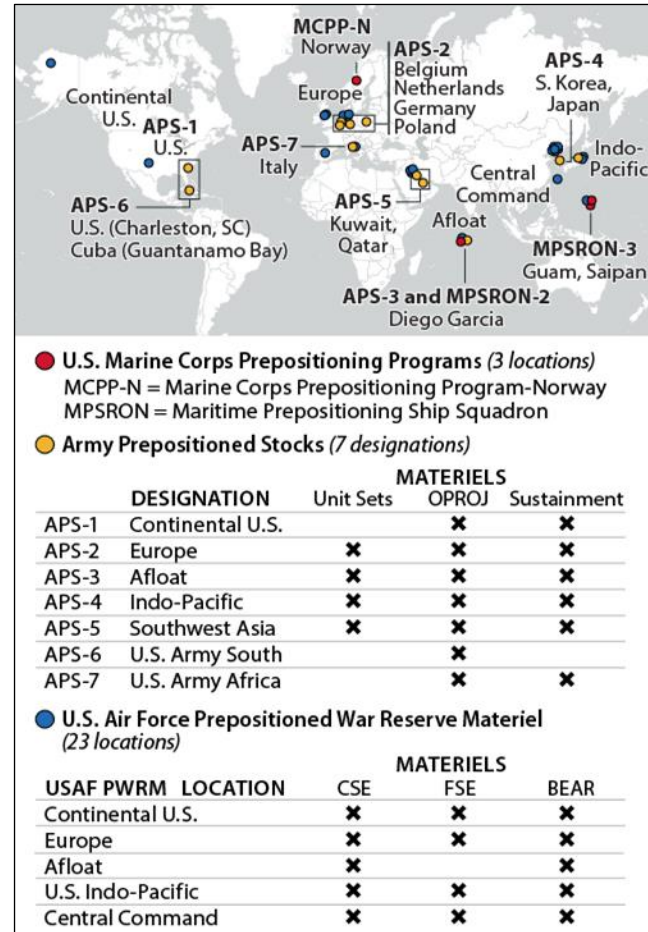 MCPP-N
Norway
APS-2
Belgium
Netherlands
Germany
Poland
Europe
APS-4
S. Korea,
Japan
Continental
U.S.
APS-1
U.S.
APS-7
Italy
Indo-
Pacific
Central
Command
APS-6
U.S. (Charleston, SC)
Cuba (Guantanamo Bay)
APS-5
Kuwait,
Qatar
Afloat
MPSRON-3
Guam, Saipan
APS-3 and MPSRON-2
Diego Garcia
U.S. Marine Corps Prepositioning Programs (3 locations)
MCPP-N = Marine Corps Prepositioning Program-Norway
MPSRON = Maritime Prepositioning Ship Squadron
Army Prepositioned Stocks (7 designations)
MATERIELS
DESIGNATION Unit Sets OPROJ Sustainment
APS-1 Continental U.S. ✖ ✖
APS-2 Europe ✖ ✖ ✖
APS-3 Afloat ✖ ✖ ✖
APS-4 Indo-Pacific ✖ ✖ ✖
APS-5 Southwest Asia ✖ ✖ ✖
APS-6 U.S. Army South ✖
APS-7 U.S. Army Africa ✖ ✖
U.S. Air Force Prepositioned War Reserve Materiel
(23 locations)
MATERIELS
USAF PWRM LOCATION CSE FSE BEAR
Continental U.S. ✖ ✖ ✖
Europe ✖ ✖ ✖
Afloat ✖ ✖
U.S. Indo-Pacific ✖ ✖ ✖
Central Command ✖ ✖ ✖